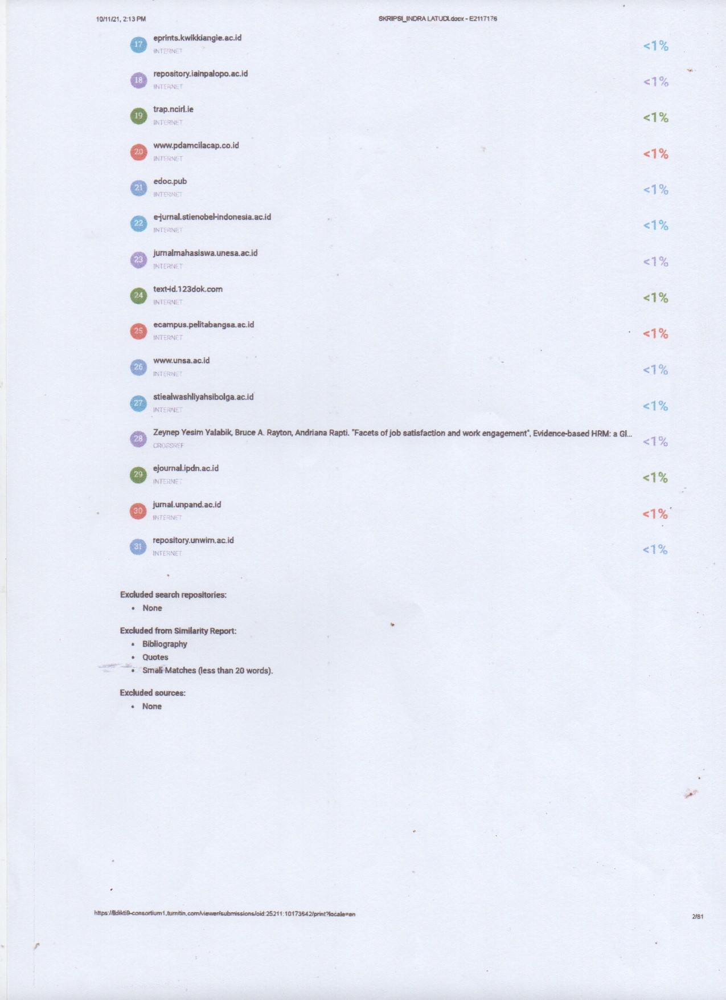 10/11/21, 2:13 PM SKRIPSI_INDRA LATUDI.docx - E2117176
17 eprints.kwikkiangie.ac.id <1%
INTERNET
18 repository.iainpalopo.ac.id <1%
INTERNET
19 trap.ncirl.ie <1%
INTERNET
20 www.pdamcilacap.co.id <1%
INTERNET
21 edoc.pub <1%
INTERNET
22 e-jurnal.stienobel-indonesia.ac.id <1%
INTERNET
23 jurnalmahasiswa.unesa.ac.id <1%
INTERNET
24 text-id.123dok.com <1%
INTERNET
25 ecampus.pelitabangsa.ac.id <1%
INTERNET
26 www.unsa.ac.id <1%
INTERNET
27 stiealwashliyahsibolga.ac.id <1%
INTERNET
28 Zeynep Yesim Yalabik, Bruce A. Rayton, Andriana Rapti. "Facets of job satisfaction and work engagement", Evidence-based HRM: a Gl... <1%
CROSSREF
29 ejournal.ipdn.ac.id <1%
INTERNET
30 jurnal.unpand.ac.id <1%
INTERNET
31 repository.unwim.ac.id <1%
INTERNET
Excluded search repositories:
• None
Excluded from Similarity Report:
• Bibliography
• Quotes
• Small Matches (less than 20 words).
Excluded sources:
• None
https://lldikti9-consortium1.turnitin.com/viewer/submissions/oid:25211:10173642/print?locale=en 2/81